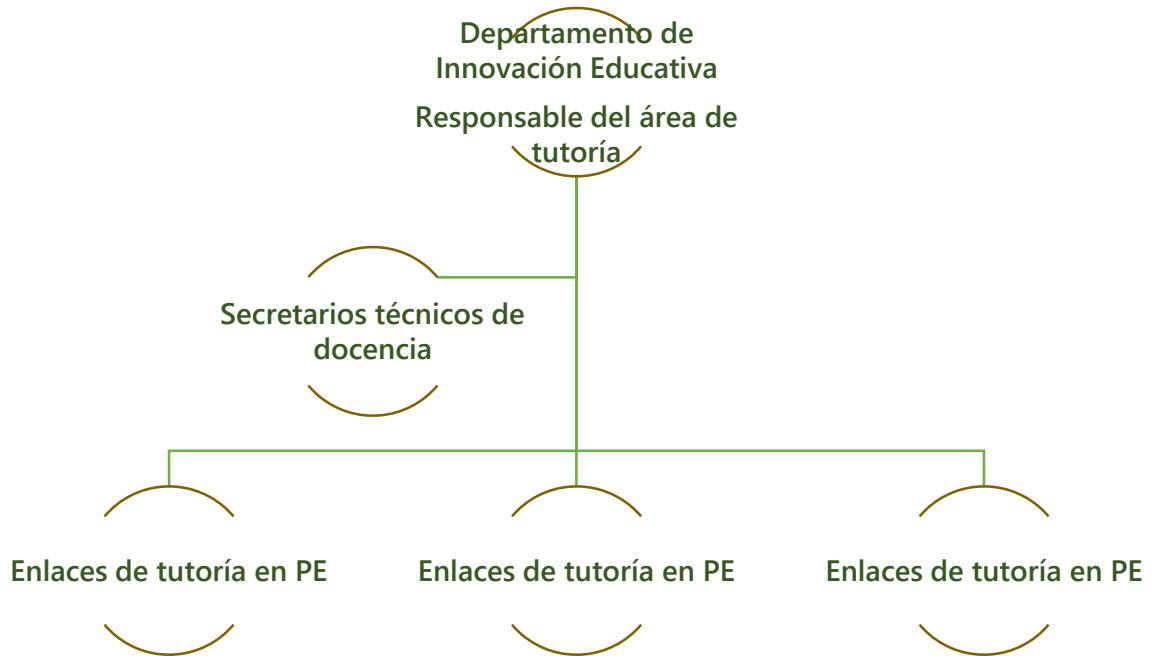 Departamento de
Innovación Educativa
Responsable del área de
tutoría
Secretarios técnicos de
docencia
Enlaces de tutoría en PE
Enlaces de tutoría en PE
Enlaces de tutoría en PE